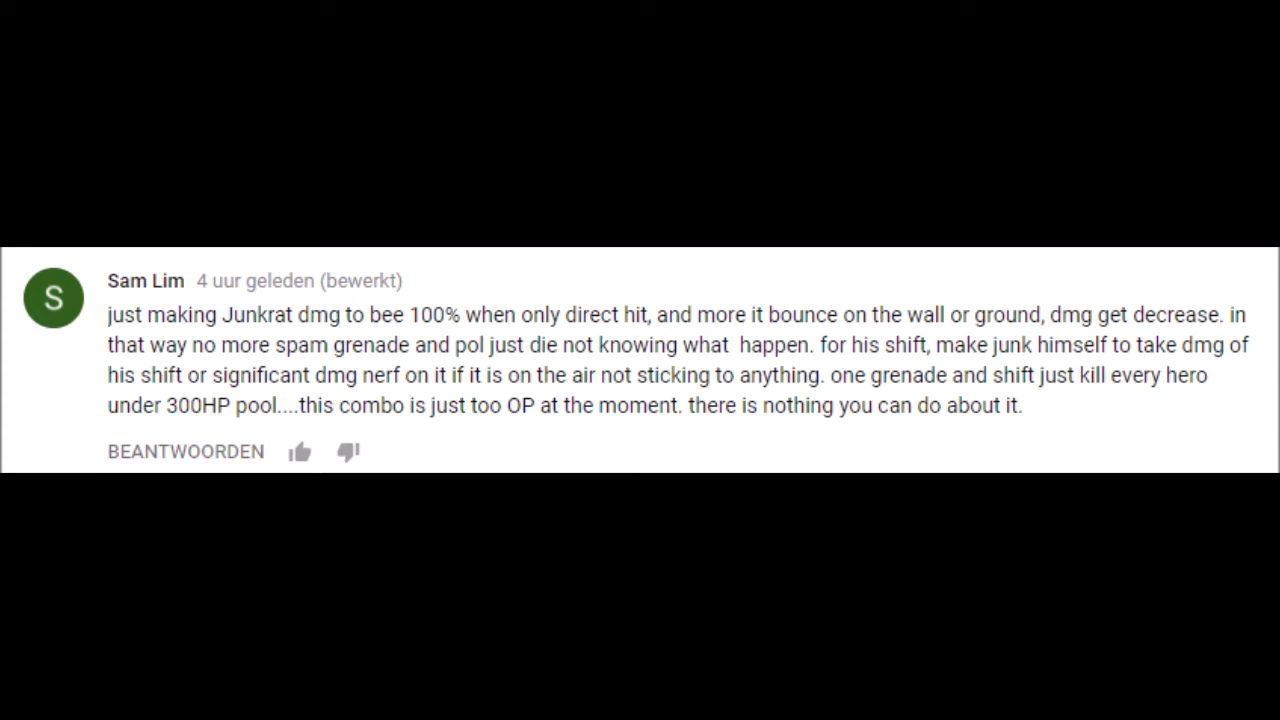 S
Sam Lim 4 uur geleden (bewerkt)
just making Junkrat dmg to bee 100% when only direct hit, and more it bounce on the wall or ground, dmg get decrease. in
that way no more spam grenade and pol just die not knowing what  happen. for his shift, make junk himself to take dmg of
his shift or significant dmg nerf on it if it is on the air not sticking to anything. one grenade and shift just kill every hero
under 300HP pool....this combo is just too OP at the moment. there is nothing you can do about it.
BEANTWOORDEN